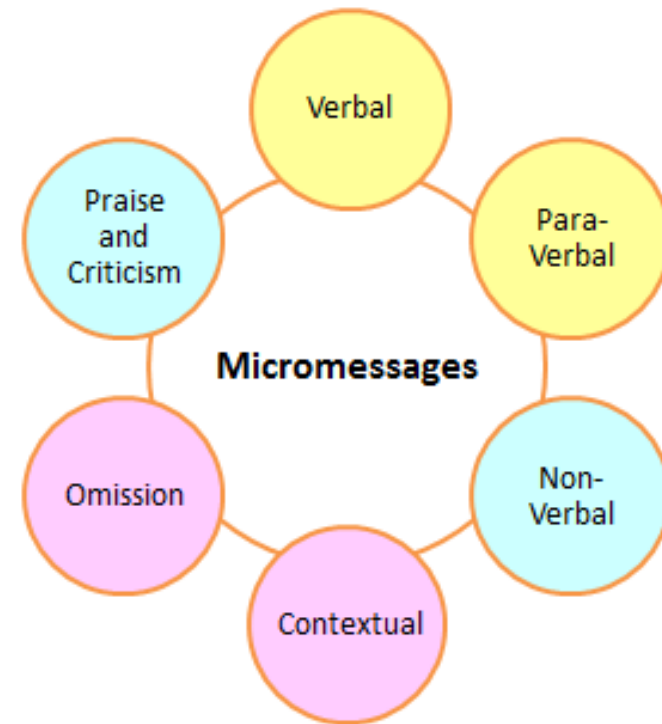 Verbal
Para-
Verbal
Non-
Verbal
Contextual
Omission
Praise
and
Criticism
Micromessages